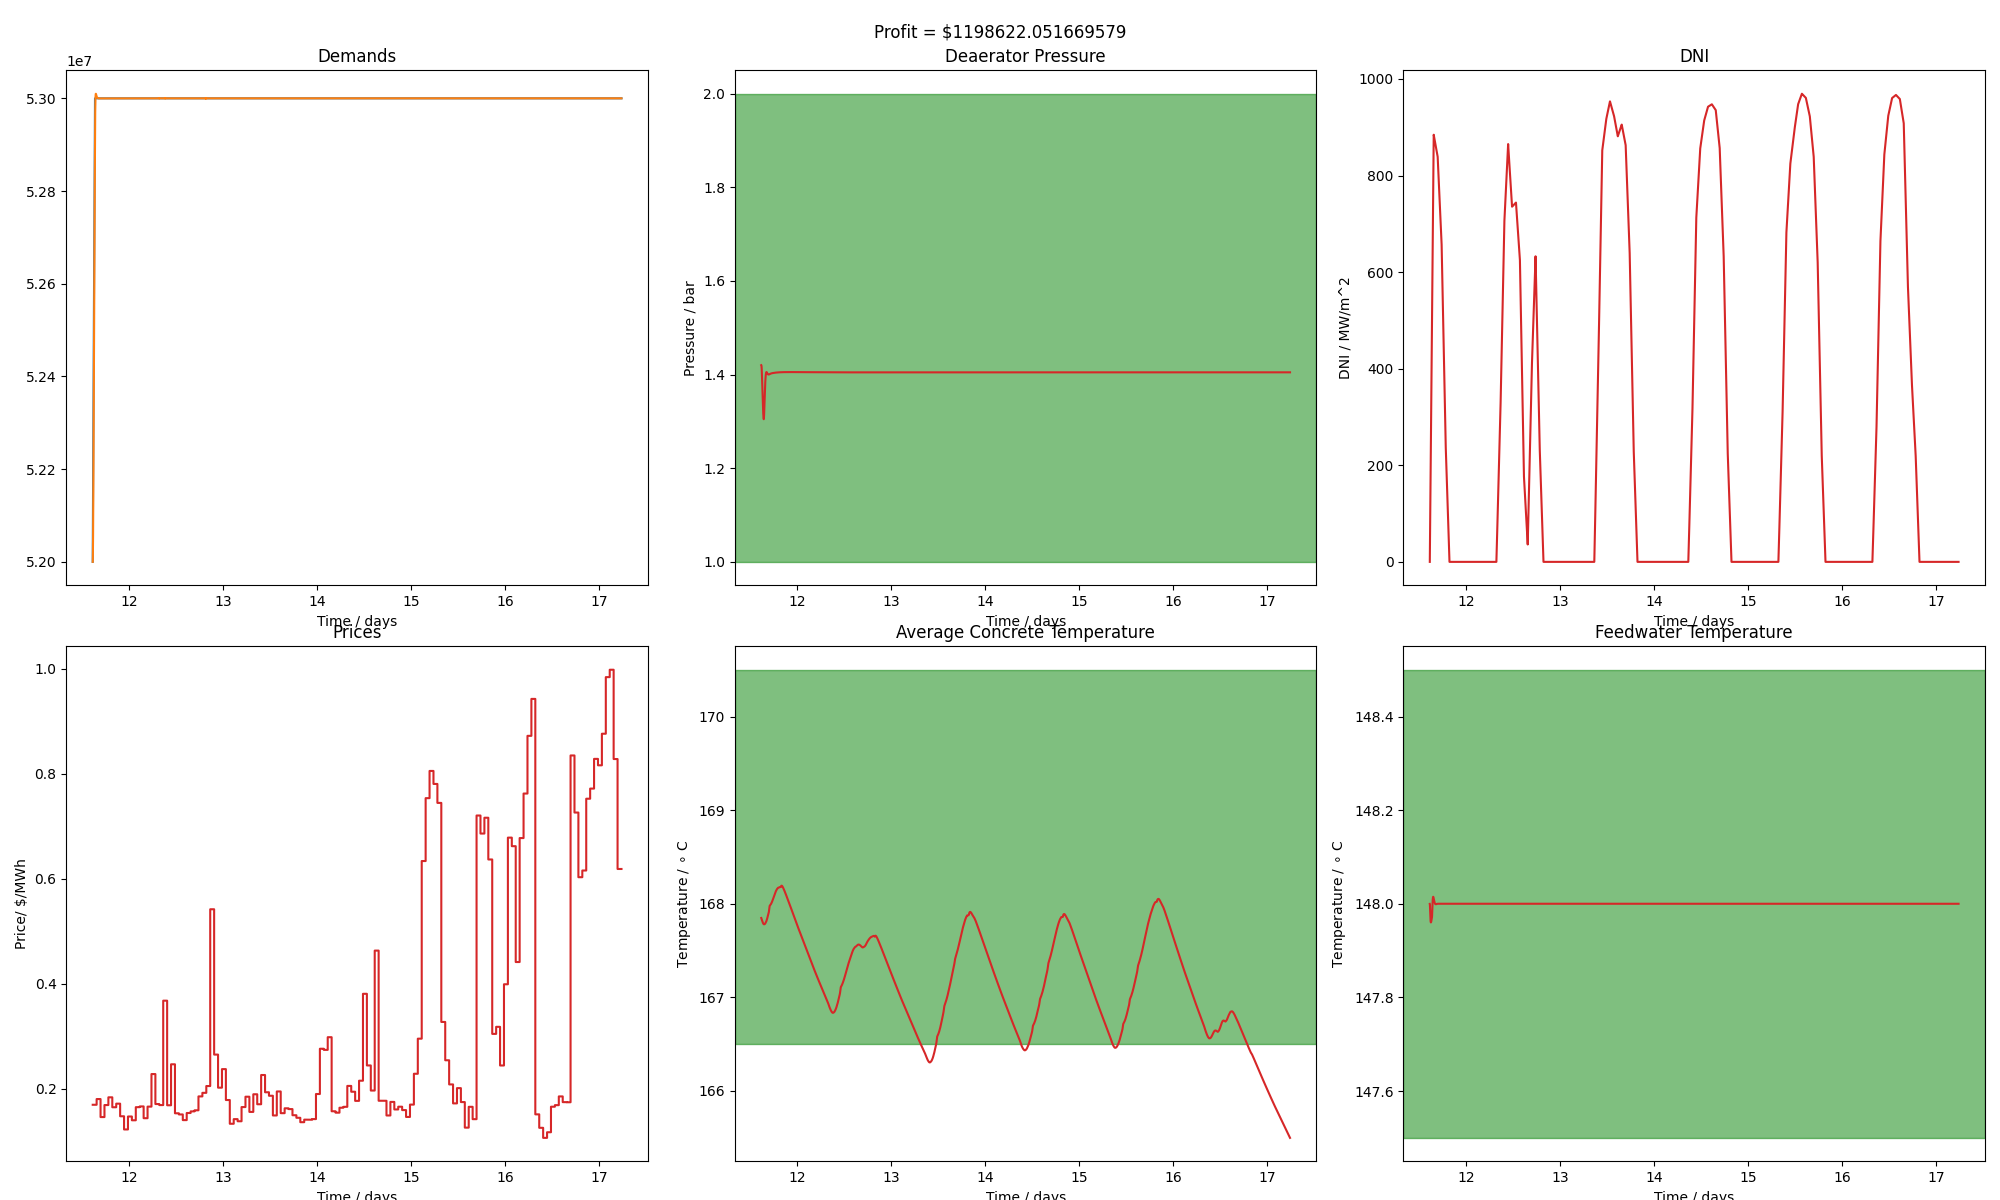 Profit = $1198622.051669579
Demands
1e7
5.30
5.28
5.26
5.24
5.22
5.20
12 13 14 15 16 17
Time / days
Deaerator Pressure
Pressure / bar
2.0
1.8
1.6
1.4
1.2
1.0
12 13 14 15 16 17
Time / days
DNI
DNI / MW/m^2
1000
800
600
400
200
0
12 13 14 15 16 17
Time / days
Prices
Price/ $/MWh
1.0
0.8
0.6
0.4
0.2
12 13 14 15 16 17
Time / days
Average Concrete Temperature
Temperature / ∘ C
170
169
168
167
166
12 13 14 15 16 17
Time / days
Feedwater Temperature
Temperature / ∘ C
148.4
148.2
148.0
147.8
147.6
12 13 14 15 16 17
Time / days